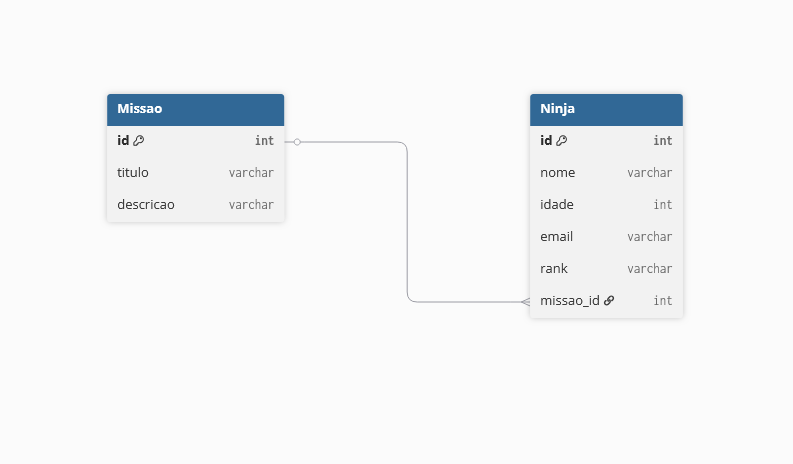 Missao
id int
titulo varchar
descricao varchar
Ninja
id int
nome varchar
idade int
email varchar
rank varchar
missao_id int